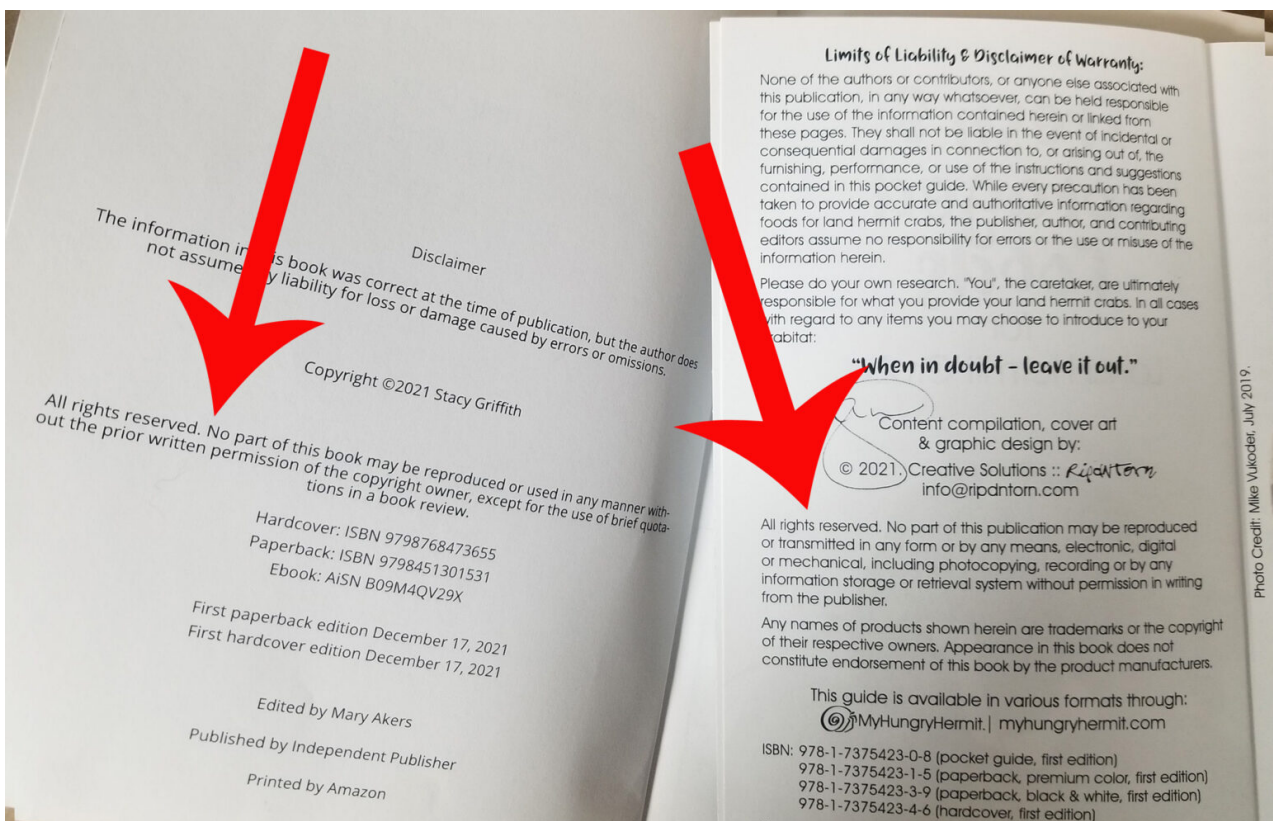 Disclaimer
The information in is book was correct at the time of publication, but the author does
not assume y liability for loss or damage caused by errors or omissions.
Copyright ©2021 Stacy Griffith
All rights reserved. No part of this book may be reproduced or used in any manner with-
out the prior written permission of the copyright owner, except for the use of brief quota-
tions in a book review.
Hardcover: ISBN 9798768473655
Paperback: ISBN 9798451301531
Ebook: AiSN B09M4QV29X
First paperback edition December 17, 2021
First hardcover edition December 17, 2021
Edited by Mary Akers
Published by Independent Publisher
Printed by Amazon
Limits of Liability & Disclaimer of Warranty:
None of the authors or contributors, or anyone else associated with
this publication, in any way whatsoever, can be held responsible
for the use of the information contained herein or linked from
these pages. They shall not be liable in the event of incidental or
consequential damages in connection to, or arising out of, the
furnishing, performance, or use of the instructions and suggestions
contained in this pocket guide. While every precaution has been
taken to provide accurate and authoritative information regarding
foods for land hermit crabs, the publisher, author, and contributing
editors assume no responsibility for errors or the use or misuse of the
information herein.
Please do your own research. "You", the caretaker, are ultimately
responsible for what you provide your land hermit crabs. In all cases
with regard to any items you may choose to introduce to your
rabitat:
"When in doubt - leave it out."
Content compilation, cover art
& graphic design by:
© 2021. Creative Solutions :: Ripdntorn
info@ripdntorn.com
All rights reserved. No part of this publication may be reproduced
or transmitted in any form or by any means, electronic, digital
or mechanical, including photocopying, recording or by any
information storage or retrieval system without permission in writing
from the publisher.
Any names of products shown herein are trademarks or the copyright
of their respective owners. Appearance in this book does not
constitute endorsement of this book by the product manufacturers.
This guide is available in various formats through:
MyHungryHermit. | myhungryhermit.com
ISBN: 978-1-7375423-0-8 (pocket guide, first edition)
978-1-7375423-1-5 (paperback, premium color, first edition)
978-1-7375423-3-9 (paperback, black & white, first edition)
978-1-7375423-4-6 (hardcover, first edition)
Photo Credit: Mike Vukoder, July 2019.